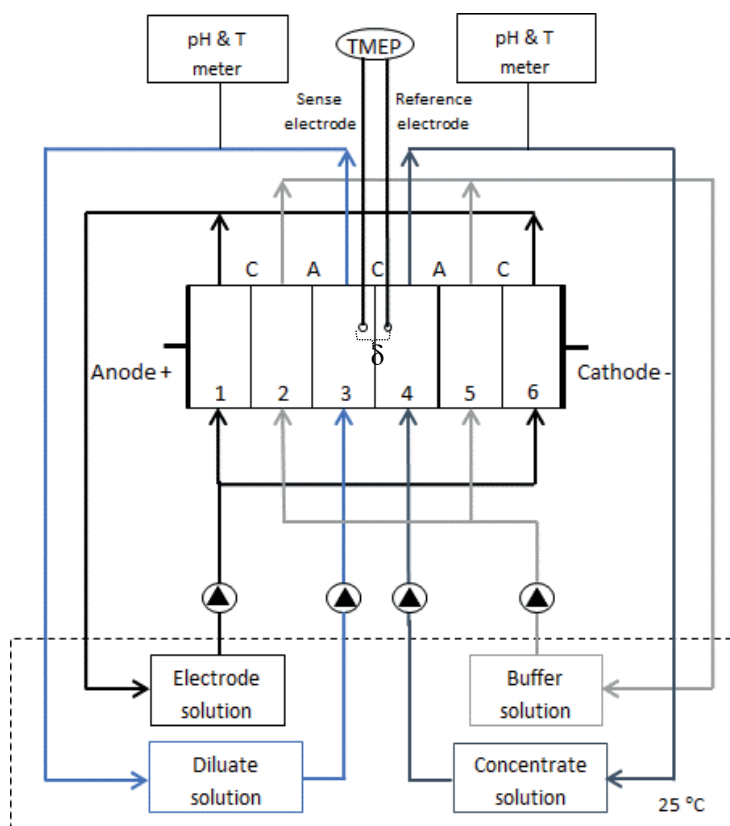 pH & T
meter
TMEP
pH & T
meter
Sense
electrode
Reference
electrode
C A C A C
δ
Anode +
Cathode -
1 2 3 4 5 6
Electrode
solution
Buffer
solution
Diluate
solution
Concentrate
solution
25 °C